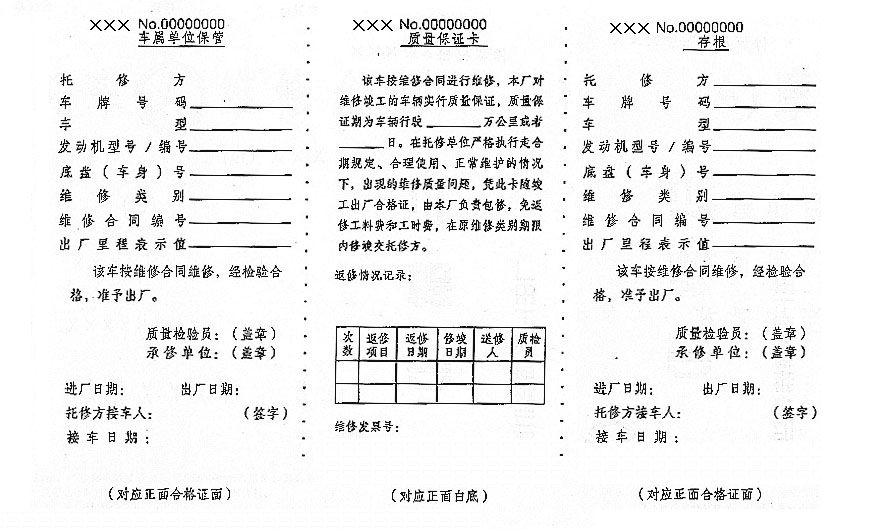 ××× No.00000000
车属单位保管
托修方
车牌号码
车型
发动机型号/编号
底盘(车身)号
维修类别
维修合同编号
出厂里程表示值
该车按维修合同维修，经检验合
格，准予出厂。
质量检验员：（盖章）
承修单位：（盖章）
进厂日期： 出厂日期：
托修方接车人： （签字）
接车日期：
（对应正面合格证面）
××× No.00000000
质量保证卡
该车按维修合同进行维修，本厂对
维修竣工的车辆实行质量保证，质量保
证期为车辆行驶______万公里或者
______日。在托修单位严格执行走合
期规定、合理使用、正常维护的情况
下，出现的维修质量问题，凭此卡随竣
工出厂合格证，由本厂负责包修，免返
修工料费和工时费，在原维修类别期限
内修竣交托修方。
返修情况记录：
次数 返修项目 返修日期 修竣日期 送修人 质检员
维修发票号：
（对应正面白底）
××× No.00000000
存根
托修方
车牌号码
车型
发动机型号/编号
底盘(车身)号
维修类别
维修合同编号
出厂里程表示值
该车按维修合同维修，经检验合
格，准予出厂。
质量检验员：（盖章）
承修单位：（盖章）
进厂日期： 出厂日期：
托修方接车人： （签字）
接车日期：
（对应正面合格证面）